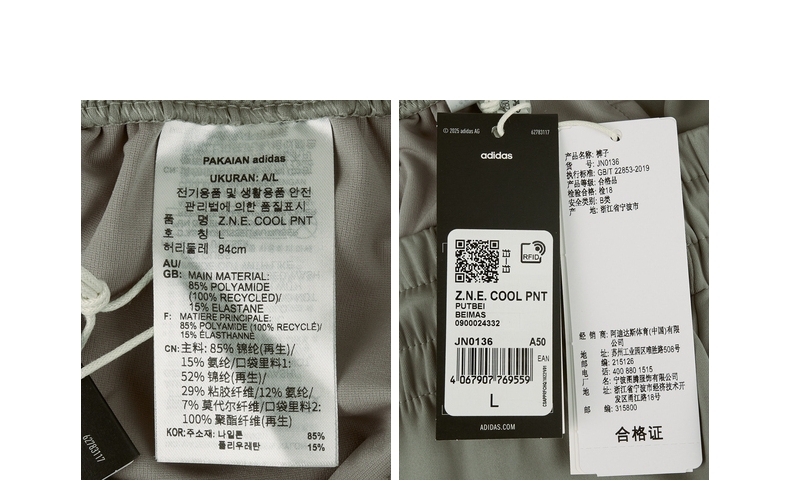 PAKAIAN adidas
UKURAN: A/L
전기용품 및 생활용품 안전
관리법에 의한 품질표시
품 명 Z.N.E. COOL PNT
호 칭 L
허리둘레 84cm
AU/
GB: MAIN MATERIAL:
85% POLYAMIDE
(100% RECYCLED)/
15% ELASTANE
F: MATIÈRE PRINCIPALE:
85% POLYAMIDE (100% RECYCLÉ)/
15% ÉLASTHANNE
CN: 主料: 85% 锦纶(再生)/
15% 氨纶/口袋里料1:
52% 锦纶(再生)/
29% 粘胶纤维/12% 氨纶/
7% 莫代尔纤维/口袋里料2:
100% 聚酯纤维(再生)
KOR: 주소재: 나일론 85%
폴리우레탄 15%
62783117
© 2025 adidas AG 62783117
adidas
RFID
Z.N.E. COOL PNT
PUTBEI
BEIMAS
0900024332
JN0136 A50
EAN
4 067907 769559
L
ADIDAS.COM
产品名称: 裤子
货 号: JN0136
执行标准: GB/T 22853-2019
产品等级: 合格品
检验合格: 检18
安全类别: B类
产 地: 浙江省宁波市
经 销 商: 阿迪达斯体育(中国)有限
公司
地 址: 苏州工业园区唯胜路508号
邮 编: 215126
电 话: 400 880 1515
厂 名: 宁波图腾服饰有限公司
地 址: 浙江省宁波市经济技术开
发区甬江路18号
邮 编: 315800
合格证